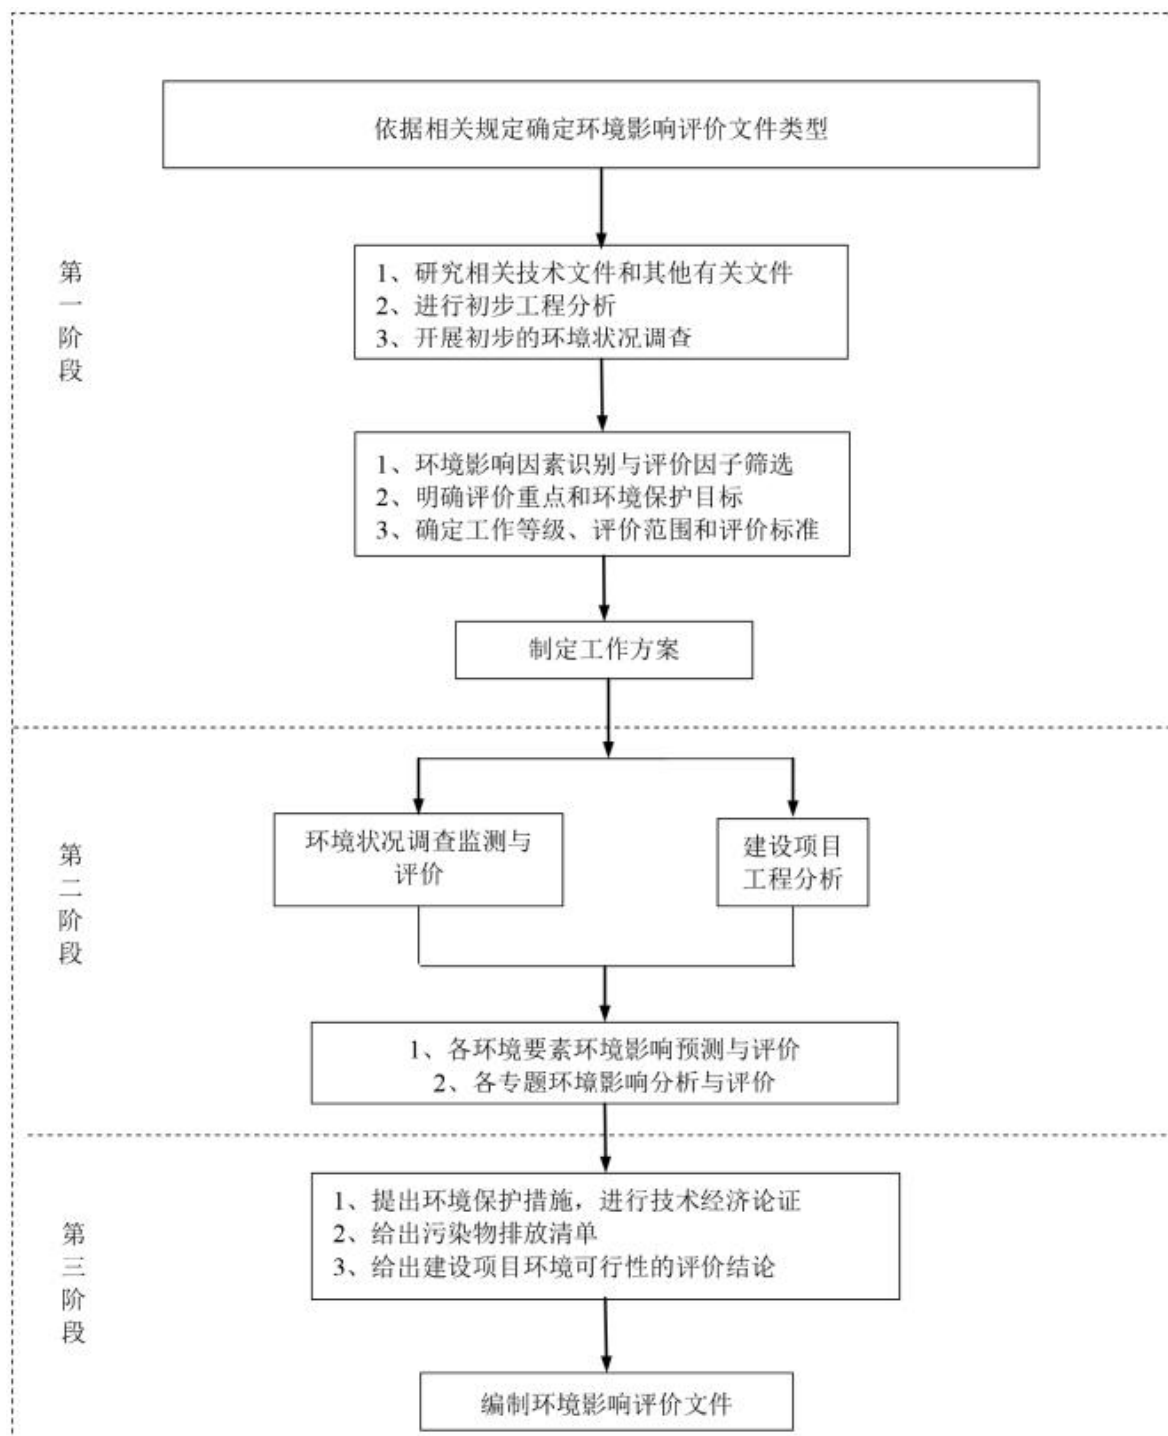 依据相关规定确定环境影响评价文件类型
第一阶段
1、研究相关技术文件和其他有关文件
2、进行初步工程分析
3、开展初步的环境状况调查
1、环境影响因素识别与评价因子筛选
2、明确评价重点和环境保护目标
3、确定工作等级、评价范围和评价标准
制定工作方案
第二阶段
环境状况调查监测与
评价
建设项目
工程分析
1、各环境要素环境影响预测与评价
2、各专题环境影响分析与评价
第三阶段
1、提出环境保护措施，进行技术经济论证
2、给出污染物排放清单
3、给出建设项目环境可行性的评价结论
编制环境影响评价文件